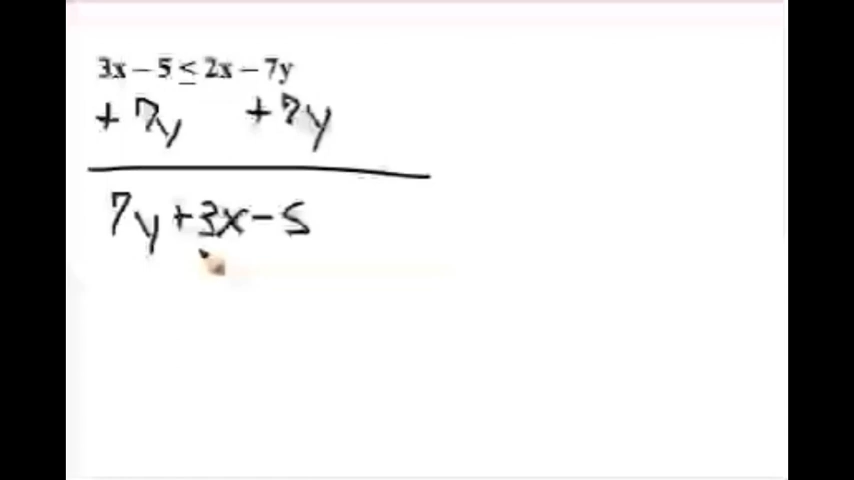 3x – 5 ≤ 2x – 7y
+ 7y +7y
7y+3x-5